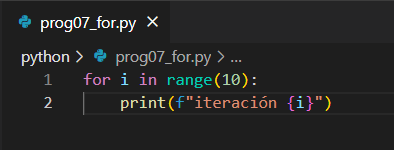 prog07_for.py ×
python > prog07_for.py > ...
1 for i in range(10):
2     print(f"iteración {i}")